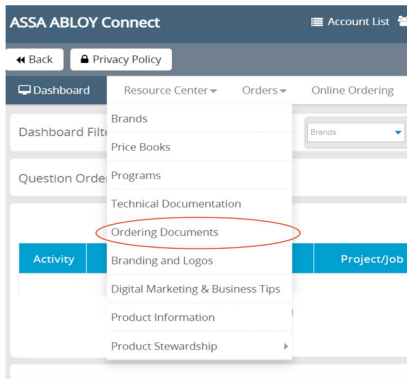 ASSA ABLOY Connect
Account List
Back
Privacy Policy
Dashboard
Resource Center
Orders
Online Ordering
Dashboard Filte
Brands
Question Orde
Brands
Price Books
Programs
Technical Documentation
Ordering Documents
Branding and Logos
Digital Marketing & Business Tips
Product Information
Product Stewardship
Activity
Project/Job